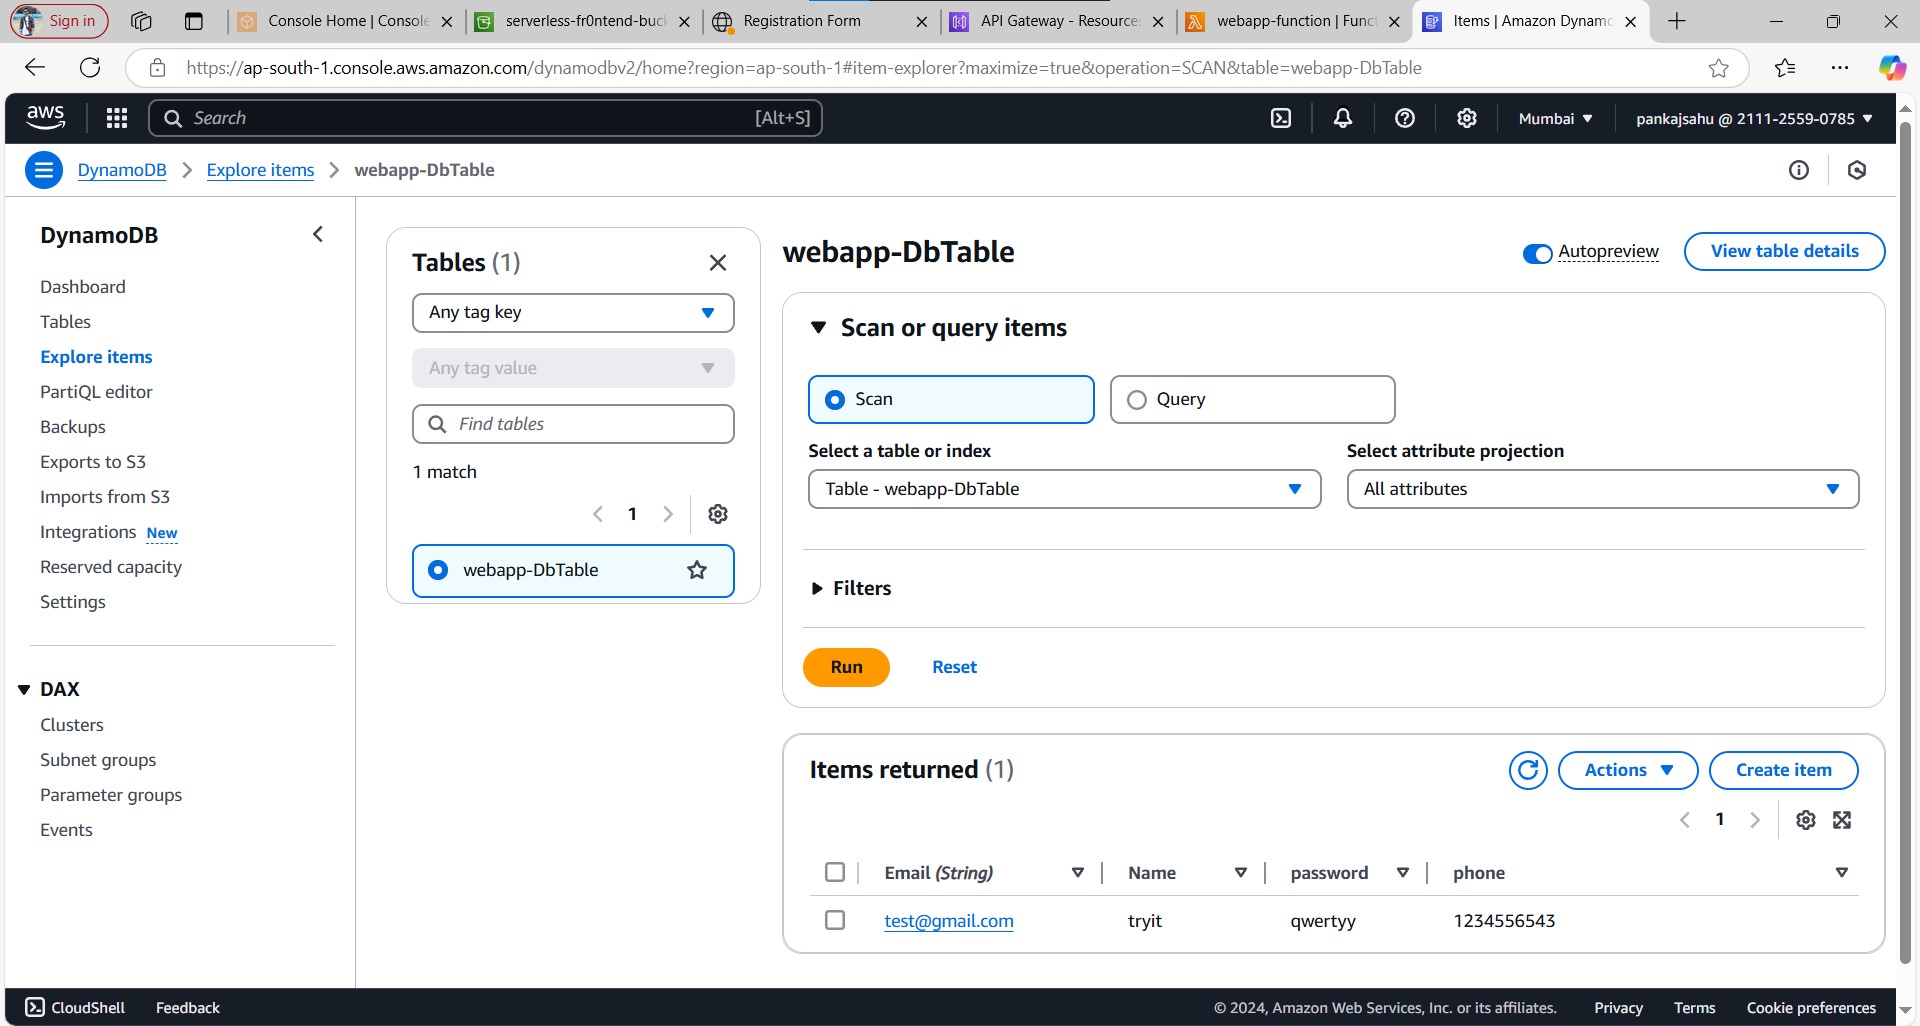 Sign in
Console Home | Console
serverless-fr0ntend-buck
Registration Form
API Gateway - Resources
webapp-function | Func
Items | Amazon Dynamo
https://ap-south-1.console.aws.amazon.com/dynamodbv2/home?region=ap-south-1#item-explorer?maximize=true&operation=SCAN&table=webapp-DbTable
aws
Search
[Alt+S]
Mumbai
pankajsahu @ 2111-2559-0785
DynamoDB
Explore items
webapp-DbTable
DynamoDB
Dashboard
Tables
Explore items
PartiQL editor
Backups
Exports to S3
Imports from S3
Integrations New
Reserved capacity
Settings
DAX
Clusters
Subnet groups
Parameter groups
Events
Tables (1)
Any tag key
Any tag value
Find tables
1 match
1
webapp-DbTable
webapp-DbTable
Autopreview
View table details
Scan or query items
Scan
Query
Select a table or index
Select attribute projection
Table - webapp-DbTable
All attributes
Filters
Run
Reset
Items returned (1)
Actions
Create item
1
Email (String)
Name
password
phone
test@gmail.com
tryit
qwertyy
1234556543
CloudShell
Feedback
© 2024, Amazon Web Services, Inc. or its affiliates.
Privacy
Terms
Cookie preferences